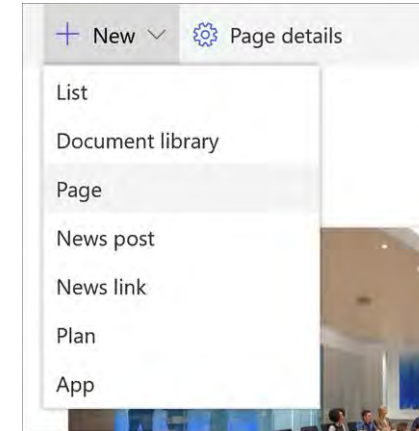 New
Page details
List
Document library
Page
News post
News link
Plan
App